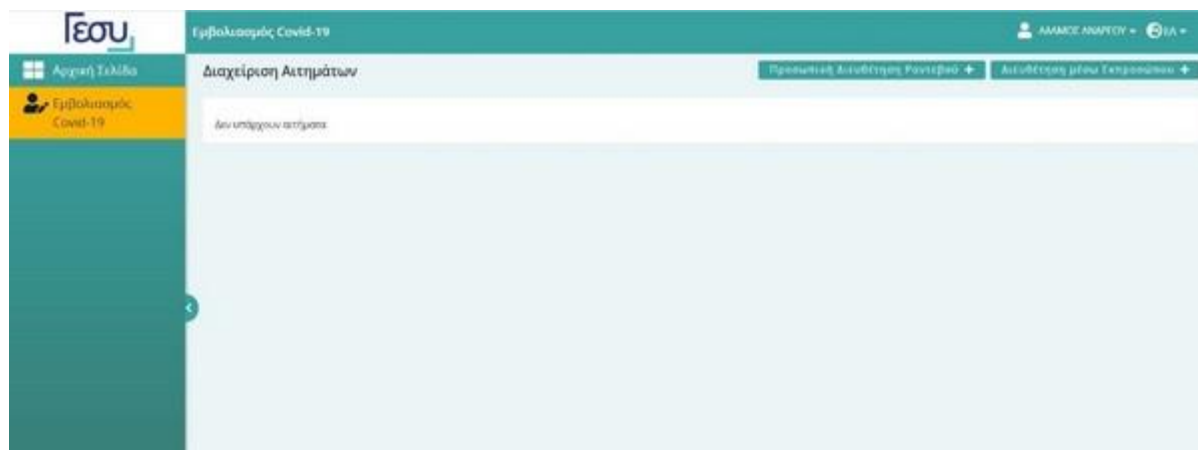 Γεσυ
Εμβολιασμός Covid-19
ΕΛ
Αρχική Σελίδα
Διαχείριση Αιτημάτων
Προσωπική Διευθέτηση Ραντεβού +
Διευθέτηση μέσω Εκπροσώπου +
Εμβολιασμός
Covid-19
Δεν υπάρχουν αιτήματα